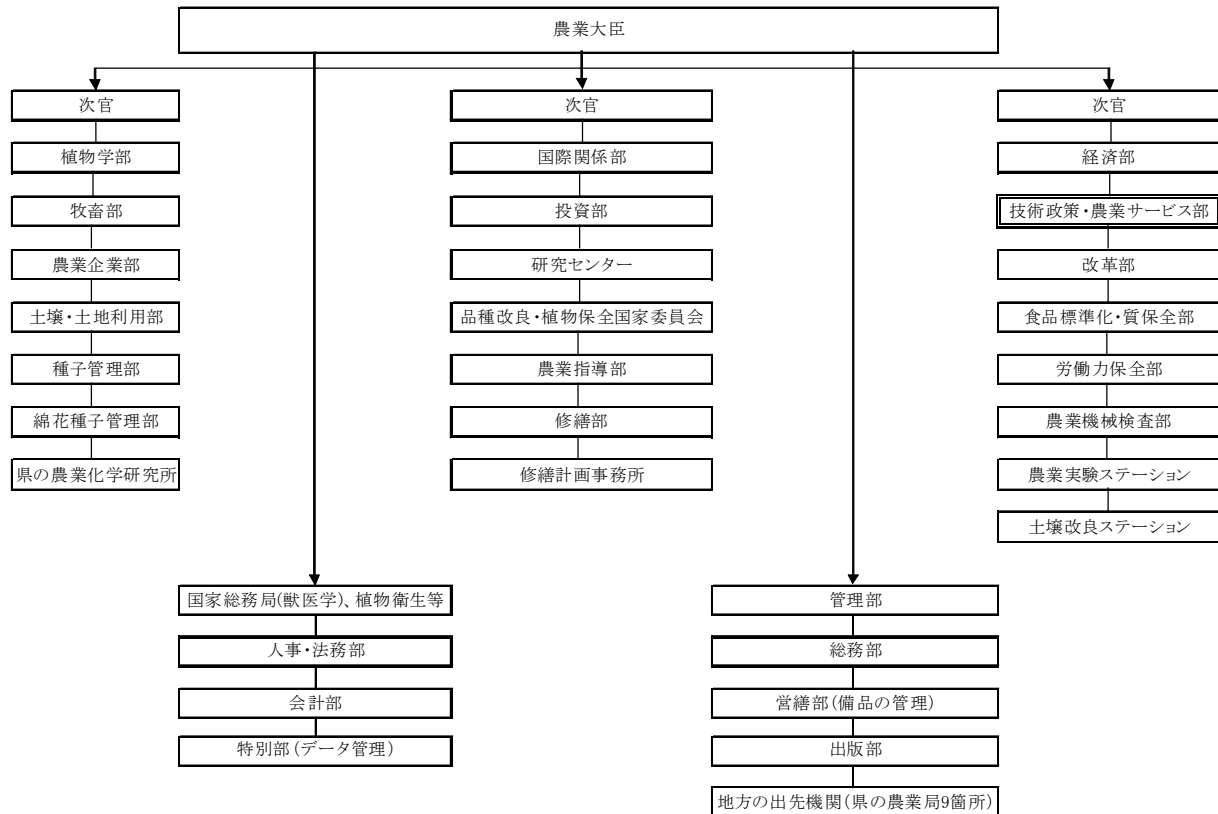 農業大臣
次官
植物学部
牧畜部
農業企業部
土壌・土地利用部
種子管理部
綿花種子管理部
県の農業化学研究所
次官
国際関係部
投資部
研究センター
品種改良・植物保全国家委員会
農業指導部
修繕部
修繕計画事務所
次官
経済部
技術政策・農業サービス部
改革部
食品標準化・質保全部
労働力保全部
農業機械検査部
農業実験ステーション
土壌改良ステーション
国家総務局(獣医学)、植物衛生等
人事・法務部
会計部
特別部(データ管理)
管理部
総務部
営繕部(備品の管理)
出版部
地方の出先機関(県の農業局9箇所)